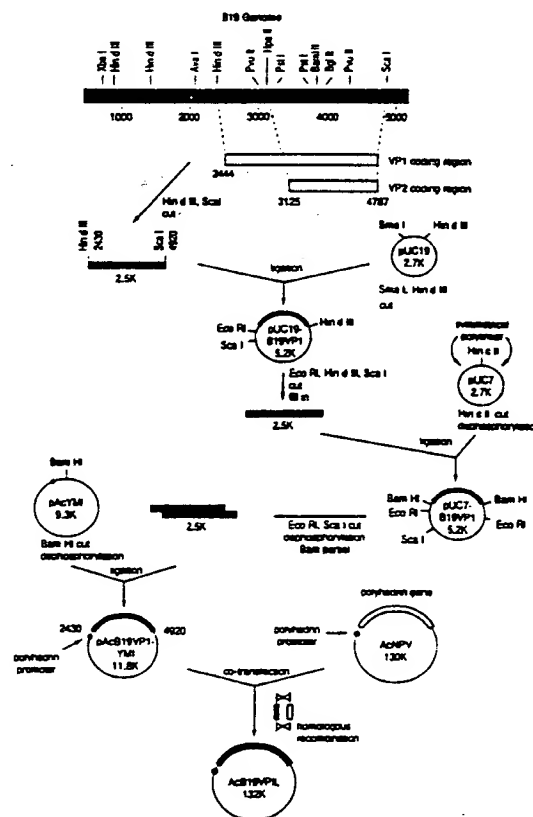 B19 Genome
Xba I
Hin d III
Hin d III
Ava I
Hin d III
Pvu II
Hpa II
Pst I
Pst I
Bam HI
Bgl II
Pvu II
Sca I
1000
2000
3000
4000
5000
VP1 coding region
2444
VP2 coding region
3125
4787
Hin d III, Sca I
cut
Hin d III
2430
Sca I
4920
2.5K
Sma I
Hin d III
pUC19
2.7K
Sma I, Hin d III
cut
ligation
Eco RI
Sca I
pUC19-
B19VP1
5.2K
Hin d III
Eco RI, Hin d III, Sca I
cut
fill in
2.5K
symmetrical
polylinker
Hin c II
pUC7
2.7K
Hin c II cut
dephosphorylation
ligation
Bam HI
Eco RI
Sca I
pUC7-
B19VP1
5.2K
Bam HI
Eco RI
Bam HI
pAcYMI
9.3K
Bam HI cut
dephosphorylation
2.5K
Eco RI, Sca I cut
dephosphorylation
Bam partial
ligation
2430
4920
pAcB19VP1-
YMI
11.8K
polyhedrin
promoter
polyhedrin gene
polyhedrin
promoter
AcNPV
130K
co-transfection
homologous
recombination
AcB19VP1L
132K